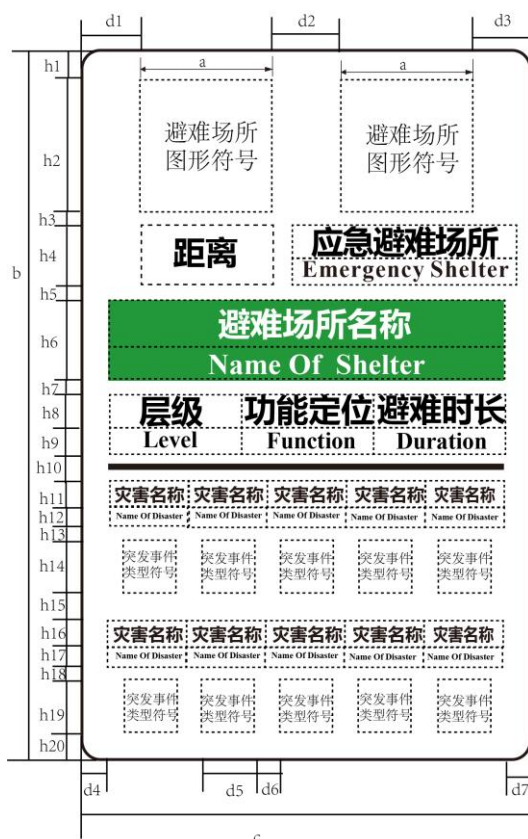 d1 d2 d3
h1
a a
避难场所 避难场所
图形符号 图形符号
h2
h3
距离 应急避难场所
h4
Emergency Shelter
b
h5
避难场所名称
h6
Name Of Shelter
h7
层级 功能定位 避难时长
h8
Level Function Duration
h9
h10
灾害名称 灾害名称 灾害名称 灾害名称 灾害名称
h11
Name Of Disaster Name Of Disaster Name Of Disaster Name Of Disaster Name Of Disaster
h12
h13
突发事件 突发事件 突发事件 突发事件 突发事件
h14
类型符号 类型符号 类型符号 类型符号 类型符号
h15
灾害名称 灾害名称 灾害名称 灾害名称 灾害名称
h16
Name Of Disaster Name Of Disaster Name Of Disaster Name Of Disaster Name Of Disaster
h17
h18
突发事件 突发事件 突发事件 突发事件 突发事件
h19
类型符号 类型符号 类型符号 类型符号 类型符号
h20
d4 d5 d6 d7